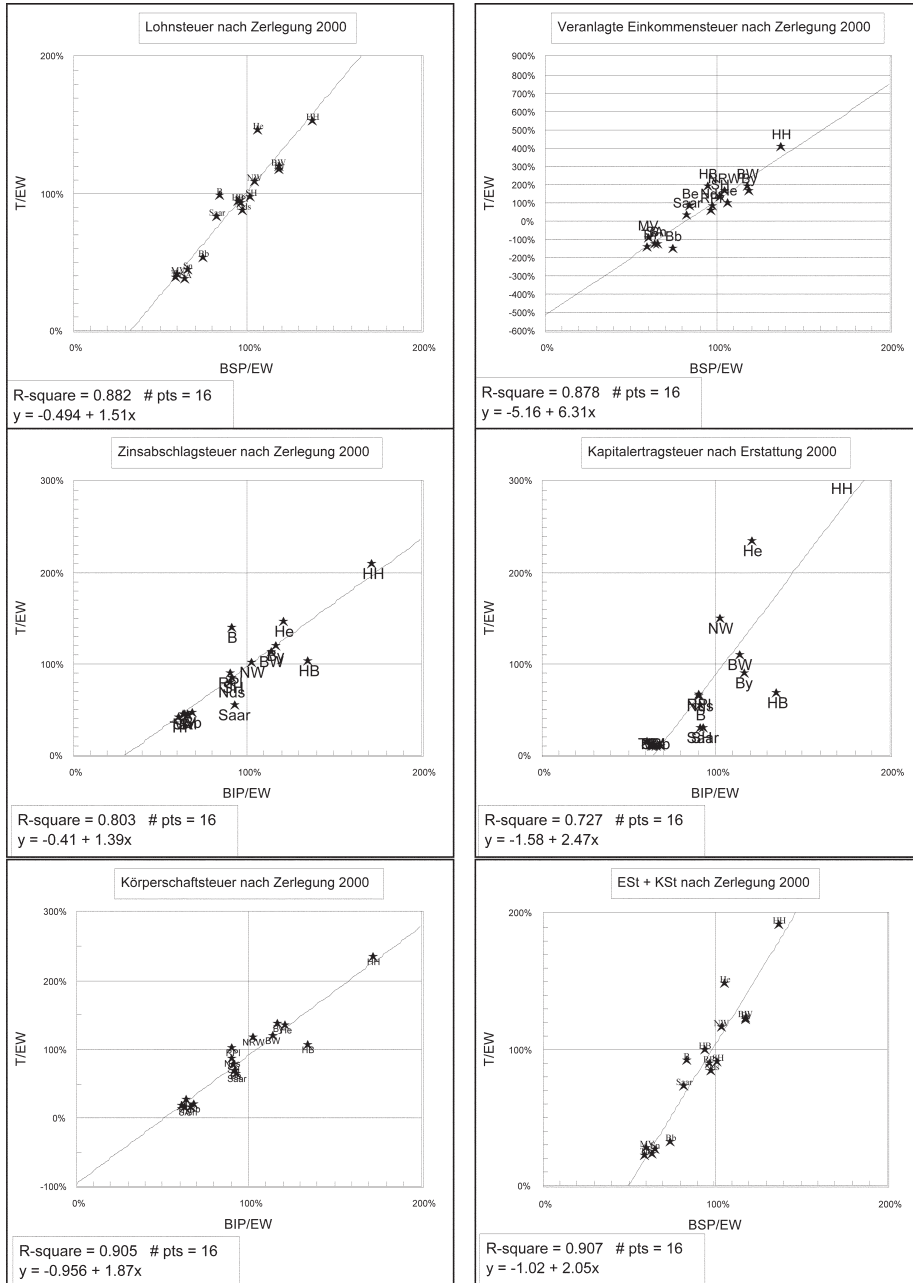 Lohnsteuer nach Zerlegung 2000
200%
100%
0%
T/EW
HH
He
NW
SH
B
Saar
Bb
0%
100%
200%
BSP/EW
R-square = 0.882 # pts = 16
y = -0.494 + 1.51x
Veranlagte Einkommensteuer nach Zerlegung 2000
900%
800%
700%
600%
500%
400%
300%
200%
100%
0%
-100%
-200%
-300%
-400%
-500%
-600%
T/EW
HH
HB
NRW
By
Be
Saar
MV
Bb
0%
100%
200%
BSP/EW
R-square = 0.878 # pts = 16
y = -5.16 + 6.31x
Zinsabschlagsteuer nach Zerlegung 2000
300%
200%
100%
0%
T/EW
HH
He
B
By
BW
NW
HB
SH
Nds
Saar
0%
100%
200%
BIP/EW
R-square = 0.803 # pts = 16
y = -0.41 + 1.39x
Kapitalertragsteuer nach Erstattung 2000
300%
200%
100%
0%
T/EW
HH
He
NW
BW
By
HB
B
0%
100%
200%
BIP/EW
R-square = 0.727 # pts = 16
y = -1.58 + 2.47x
Körperschaftsteuer nach Zerlegung 2000
300%
200%
100%
0%
-100%
T/EW
HH
He
NRW
BW
HB
Saar
0%
100%
200%
BIP/EW
R-square = 0.905 # pts = 16
y = -0.956 + 1.87x
ESt + KSt nach Zerlegung 2000
200%
100%
0%
T/EW
HH
He
NW
HB
B
SH
Saar
Bb
0%
100%
200%
BSP/EW
R-square = 0.907 # pts = 16
y = -1.02 + 2.05x